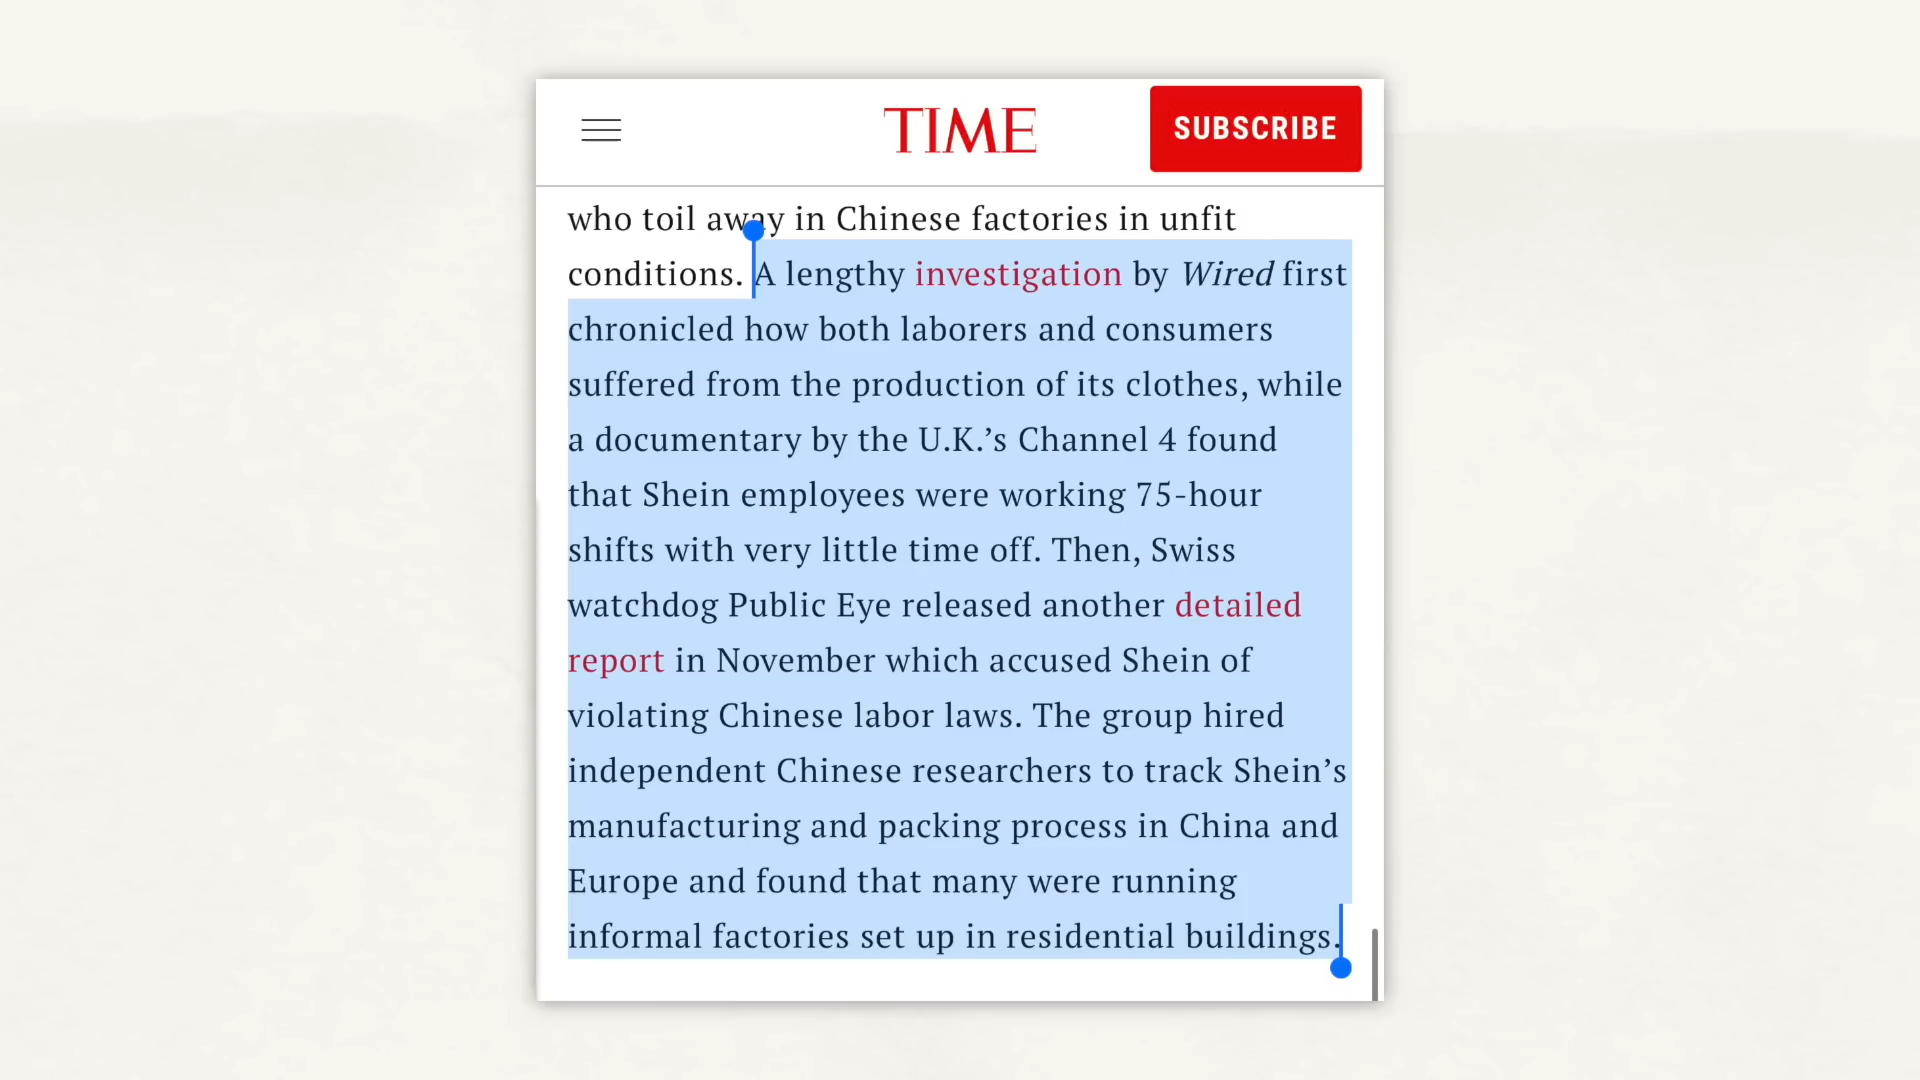 TIME
SUBSCRIBE
who toil away in Chinese factories in unfit
conditions. A lengthy investigation by Wired first
chronicled how both laborers and consumers
suffered from the production of its clothes, while
a documentary by the U.K.’s Channel 4 found
that Shein employees were working 75-hour
shifts with very little time off. Then, Swiss
watchdog Public Eye released another detailed
report in November which accused Shein of
violating Chinese labor laws. The group hired
independent Chinese researchers to track Shein’s
manufacturing and packing process in China and
Europe and found that many were running
informal factories set up in residential buildings.